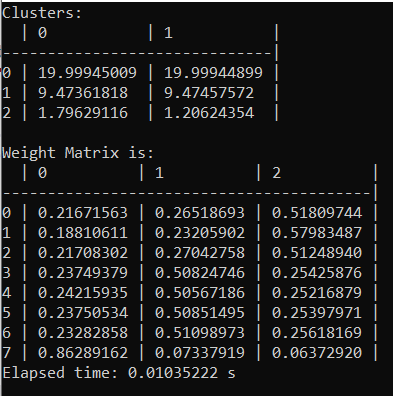 Clusters:
  | 0           | 1           |
-----------------------------|
0 | 19.99945009 | 19.99944899 |
1 | 9.47361818  | 9.47457572  |
2 | 1.79629116  | 1.20624354  |
Weight Matrix is:
  | 0          | 1          | 2          |
----------------------------------------|
0 | 0.21671563 | 0.26518693 | 0.51809744 |
1 | 0.18810611 | 0.23205902 | 0.57983487 |
2 | 0.21708302 | 0.27042758 | 0.51248940 |
3 | 0.23749379 | 0.50824746 | 0.25425876 |
4 | 0.24215935 | 0.50567186 | 0.25216879 |
5 | 0.23750534 | 0.50851495 | 0.25397971 |
6 | 0.23282858 | 0.51098973 | 0.25618169 |
7 | 0.86289162 | 0.07337919 | 0.06372920 |
Elapsed time: 0.01035222 s